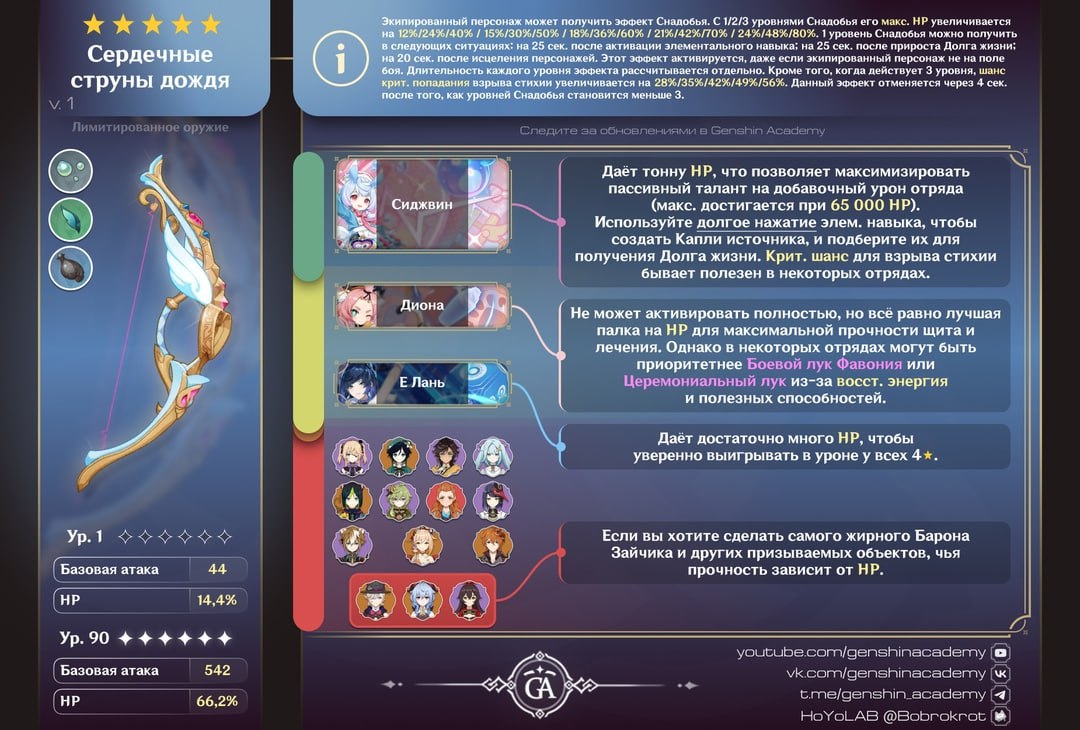 Сердечные
струны дождя
v. 1
Лимитированное оружие
Ур. 1
Базовая атака 44
HP 14,4%
Ур. 90
Базовая атака 542
HP 66,2%
i
Экипированный персонаж может получить эффект Снадобья. С 1/2/3 уровнями Снадобья его макс. HP увеличивается
на 12%/24%/40% / 15%/30%/50% / 18%/36%/60% / 21%/42%/70% / 24%/48%/80%. 1 уровень Снадобья можно получить
в следующих ситуациях: на 25 сек. после активации элементального навыка; на 25 сек. после прироста Долга жизни;
на 20 сек. после исцеления персонажей. Этот эффект активируется, даже если экипированный персонаж не на поле
боя. Длительность каждого уровня эффекта рассчитывается отдельно. Кроме того, когда действует 3 уровня, шанс
крит. попадания взрыва стихии увеличивается на 28%/35%/42%/49%/56%. Данный эффект отменяется через 4 сек.
после того, как уровней Снадобья становится меньше 3.
Следите за обновлениями в Genshin Academy
Сиджвин
Даёт тонну HP, что позволяет максимизировать
пассивный талант на добавочный урон отряда
(макс. достигается при 65 000 HP).
Используйте долгое нажатие элем. навыка, чтобы
создать Капли источника, и подберите их для
получения Долга жизни. Крит. шанс для взрыва стихии
бывает полезен в некоторых отрядах.
Диона
Не может активировать полностью, но всё равно лучшая
палка на HP для максимальной прочности щита и
лечения. Однако в некоторых отрядах могут быть
приоритетнее Боевой лук Фавония или
Церемониальный лук из-за восст. энергия
и полезных способностей.
Е Лань
Даёт достаточно много HP, чтобы
уверенно выигрывать в уроне у всех 4★.
Если вы хотите сделать самого жирного Барона
Зайчика и других призываемых объектов, чья
прочность зависит от HP.
GA
youtube.com/genshinacademy
vk.com/genshinacademy
t.me/genshin_academy
HoYoLAB @Bobrokrot